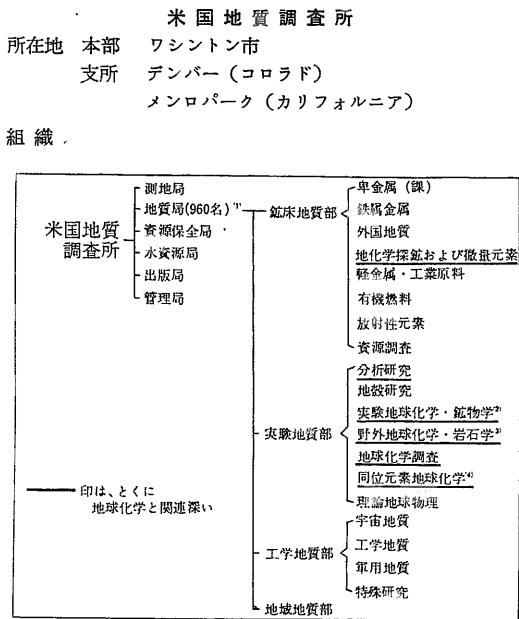 米国地質調査所
所在地 本部 ワシントン市
支所 デンバー（コロラド）
メンロパーク（カリフォルニア）
組織
米国地質
調査所
測地局
地質局(960名)¹⁾
資源保全局
水資源局
出版局
管理局
鉱床地質部
卑金属（課）
鉄属金属
外国地質
地化学探鉱および微量元素
軽金属・工業原料
有機燃料
放射性元素
資源調査
実験地質部
分析研究
地殻研究
実験地球化学・鉱物学²⁾
野外地球化学・岩石学³⁾
地球化学調査
同位元素地球化学⁴⁾
理論地球物理
工学地質部
宇宙地質
工学地質
軍用地質
特殊研究
地域地質部
印は、とくに
地球化学と関連深い